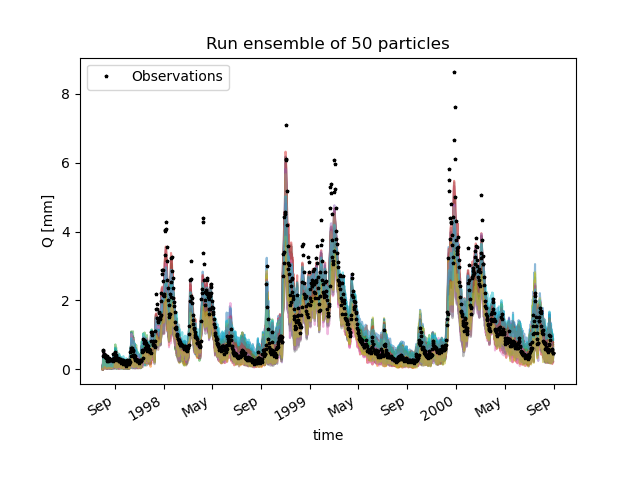 Run ensemble of 50 particles
Observations
Q [mm]
8
6
4
2
0
Sep
1998
May
Sep
1999
May
Sep
2000
May
Sep
time